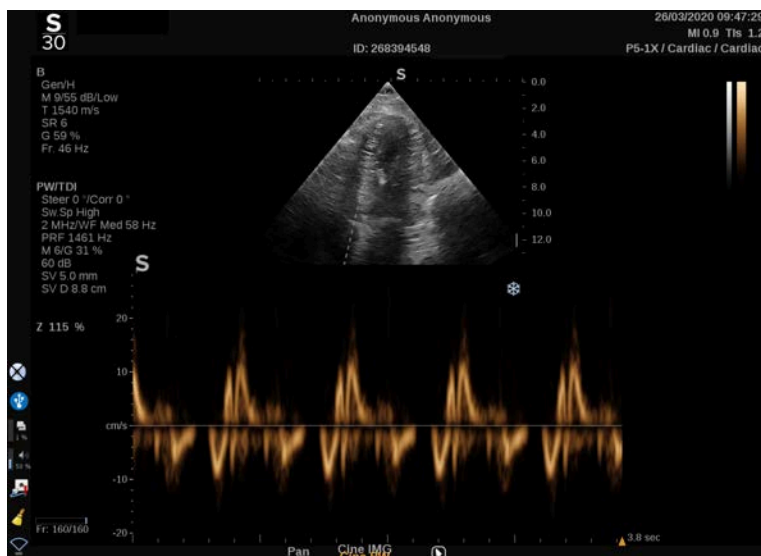 S
30
Anonymous Anonymous
ID: 268394548
26/03/2020 09:47:29
MI 0.9 TIs 1.2
P5-1X / Cardiac / Cardiac
B
Gen/H
M 9/55 dB/Low
T 1540 m/s
SR 6
G 59 %
Fr. 46 Hz
PW/TDI
Steer 0 °/Corr 0 °
Sw.Sp High
2 MHz/WF Med 58 Hz
PRF 1461 Hz
M 6/G 31 %
60 dB
SV 5.0 mm
SV D 8.8 cm
Z 115 %
S
0.0
2.0
4.0
6.0
8.0
10.0
12.0
S
20
10
cm/s
-10
-20
1 %
50 %
Fr: 160/160
3.8 sec
Pan
Cine IMG